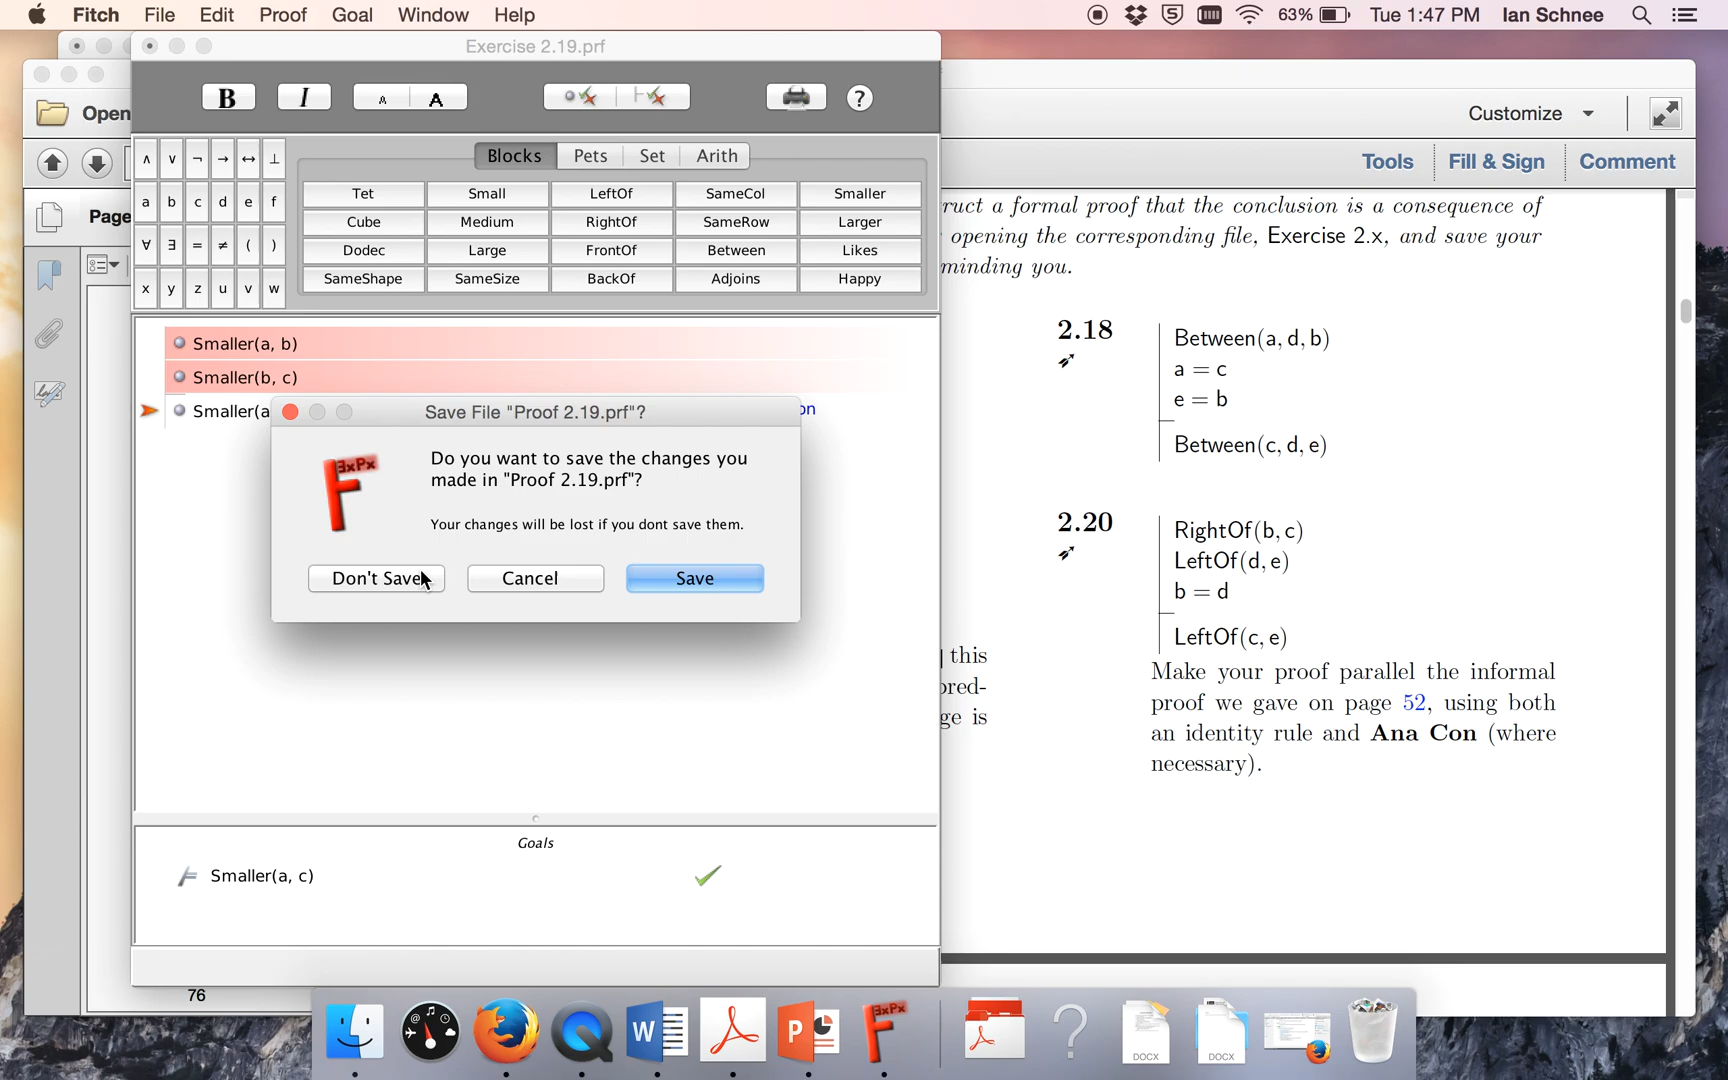 Fitch File Edit Proof Goal Window Help 63% Tue 1:47 PM Ian Schnee
Exercise 2.19.prf
Open
B I A A ?
Customize
Tools Fill & Sign Comment
Page
∧ ∨ ¬ → ↔ ⊥
a b c d e f
∀ ∃ = ≠ ( )
x y z u v w
Blocks Pets Set Arith
Tet Small LeftOf SameCol Smaller
Cube Medium RightOf SameRow Larger
Dodec Large FrontOf Between Likes
SameShape SameSize BackOf Adjoins Happy
Smaller(a, b)
Smaller(b, c)
Smaller(a
on
Save File "Proof 2.19.prf"?
∃xPx
F
Do you want to save the changes you
made in "Proof 2.19.prf"?
Your changes will be lost if you dont save them.
Don't Save Cancel Save
Goals
Smaller(a, c)
76
ruct a formal proof that the conclusion is a consequence of
opening the corresponding file, Exercise 2.x, and save your
minding you.
2.18
Between(a, d, b)
a = c
e = b
Between(c, d, e)
2.20
RightOf(b, c)
LeftOf(d, e)
b = d
LeftOf(c, e)
this
pred-
ge is
Make your proof parallel the informal
proof we gave on page 52, using both
an identity rule and Ana Con (where
necessary).
W P ∃xPx F ? DOCX DOCX